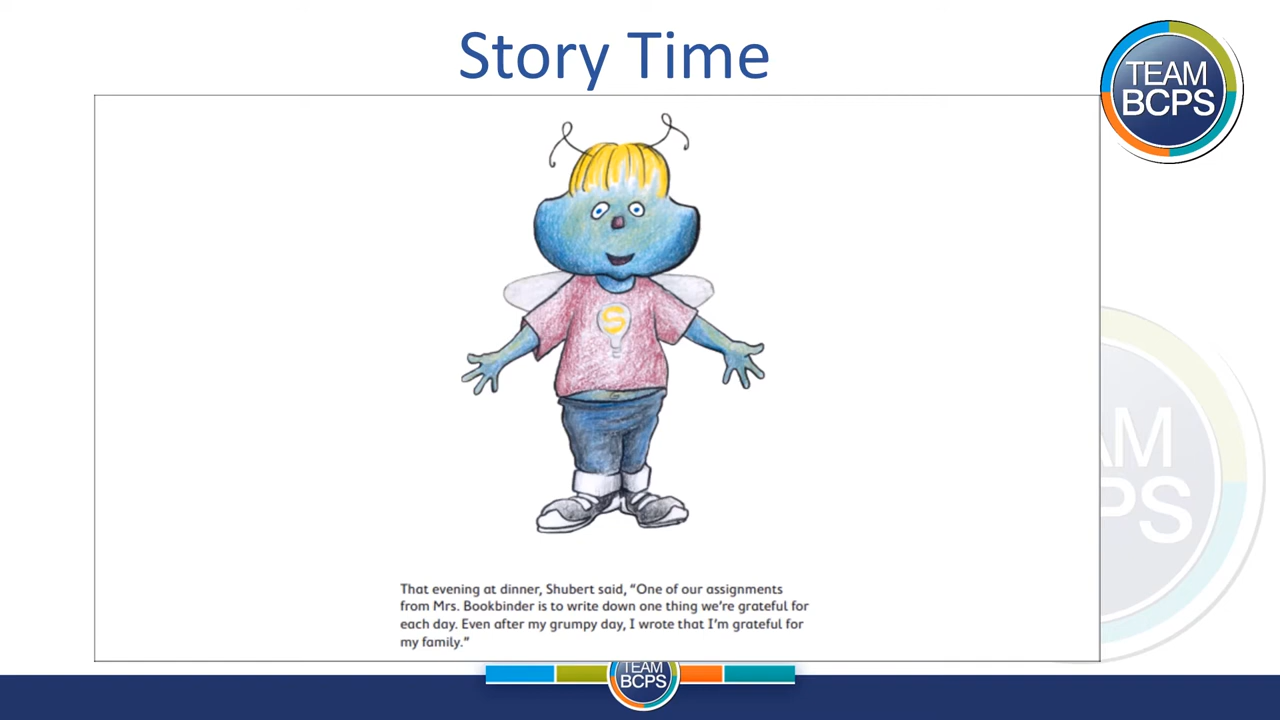 Story Time
TEAM
BCPS
S
That evening at dinner, Shubert said, “One of our assignments
from Mrs. Bookbinder is to write down one thing we’re grateful for
each day. Even after my grumpy day, I wrote that I’m grateful for
my family.”
AM
PS
TEAM
BCPS